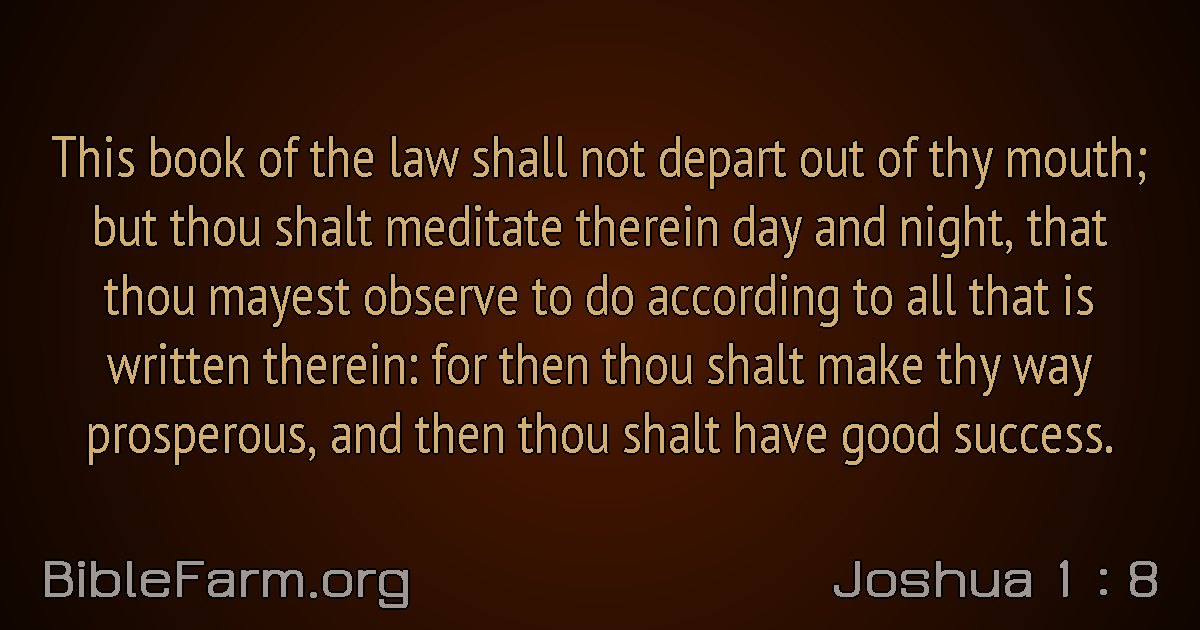 This book of the law shall not depart out of thy mouth;
but thou shalt meditate therein day and night, that
thou mayest observe to do according to all that is
written therein: for then thou shalt make thy way
prosperous, and then thou shalt have good success.
BibleFarm.org
Joshua 1 : 8